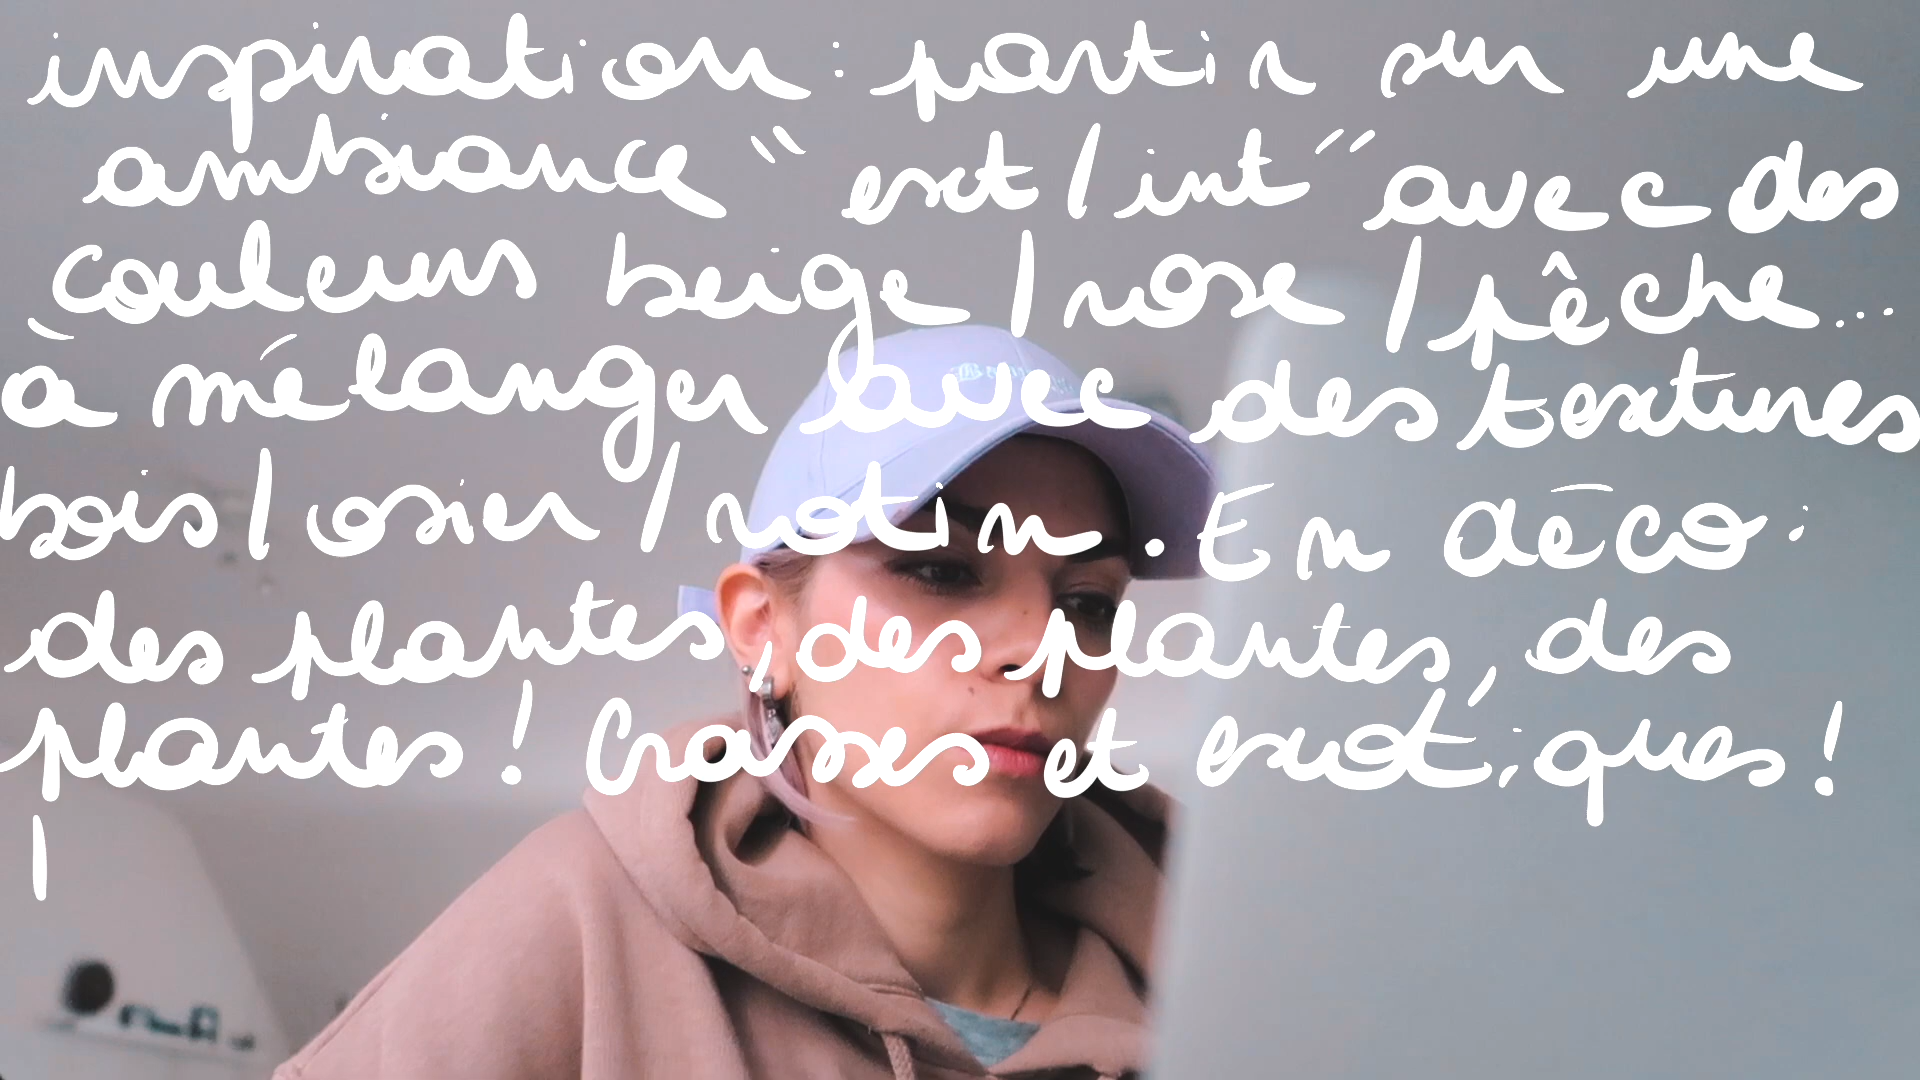 inspiration : partir sur une
ambiance " ext / int " avec des
couleurs beige / rose / pêche...
à mélanger avec des textures
bois / osier / rotin. En déco :
des plantes, des plantes, des
plantes ! Grasses et exotiques !